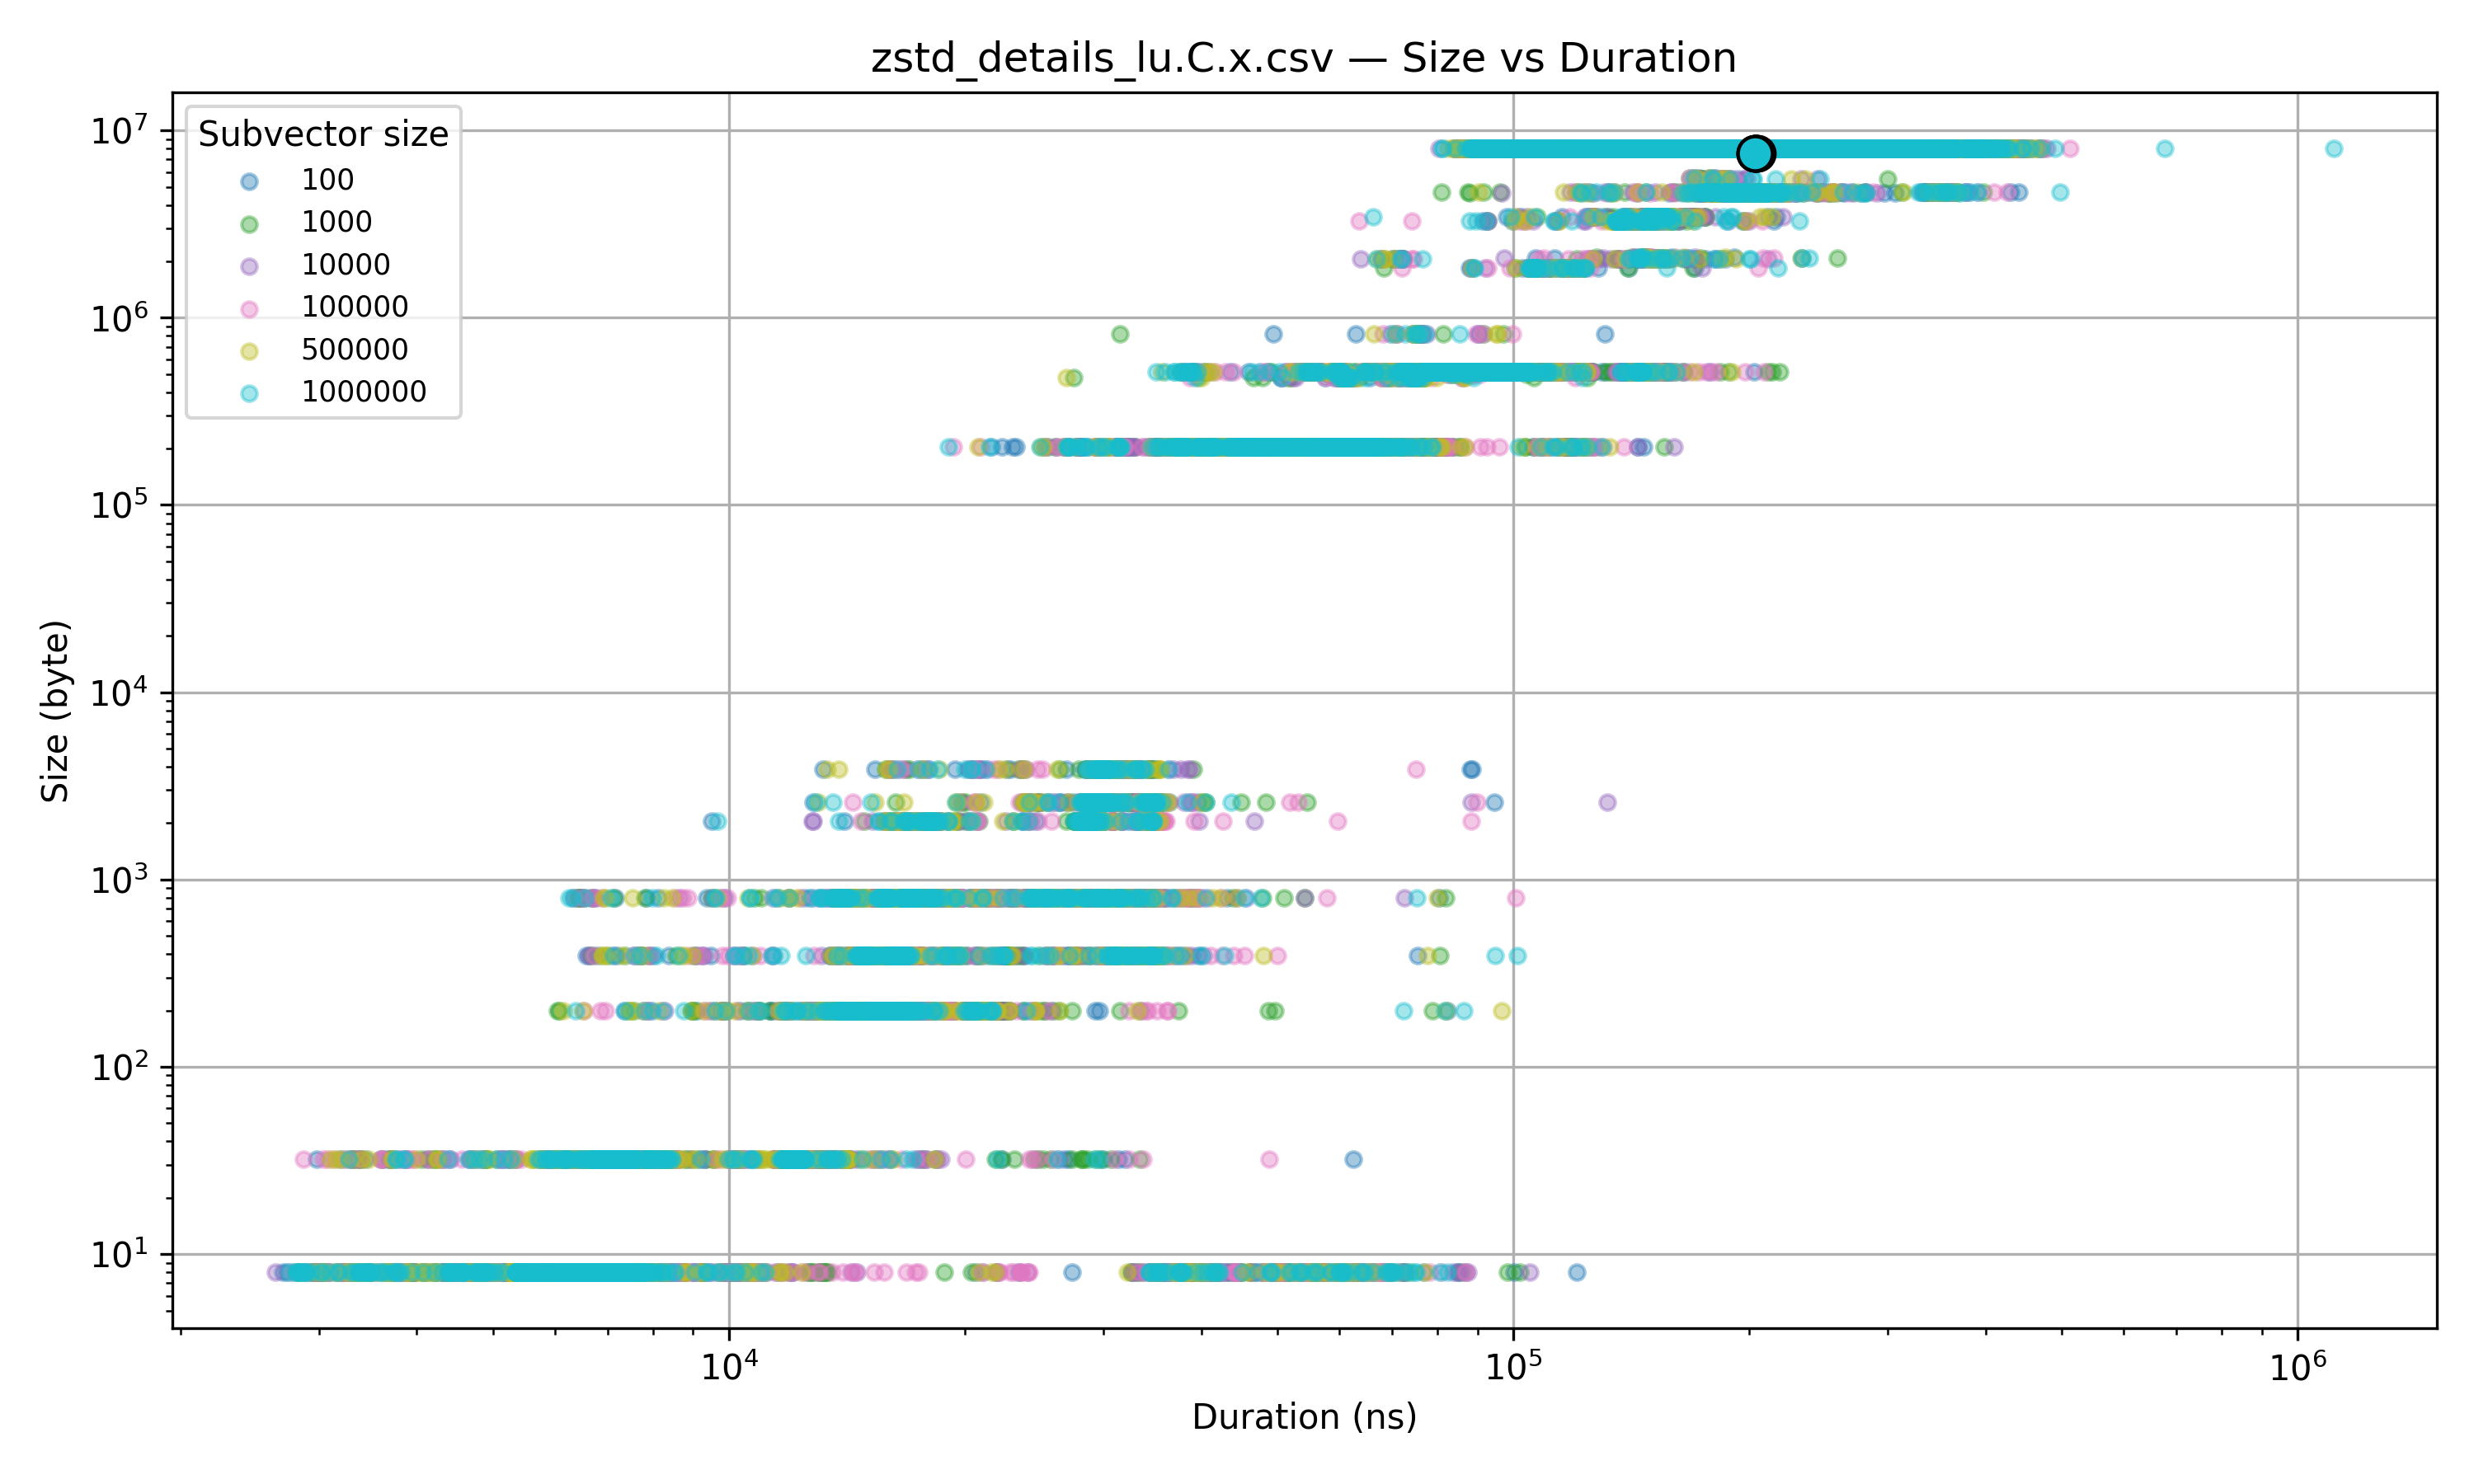 zstd_details_lu.C.x.csv — Size vs Duration
Subvector size
100
1000
10000
100000
500000
1000000
Size (byte)
10⁷
10⁶
10⁵
10⁴
10³
10²
10¹
10⁴ 10⁵ 10⁶
Duration (ns)